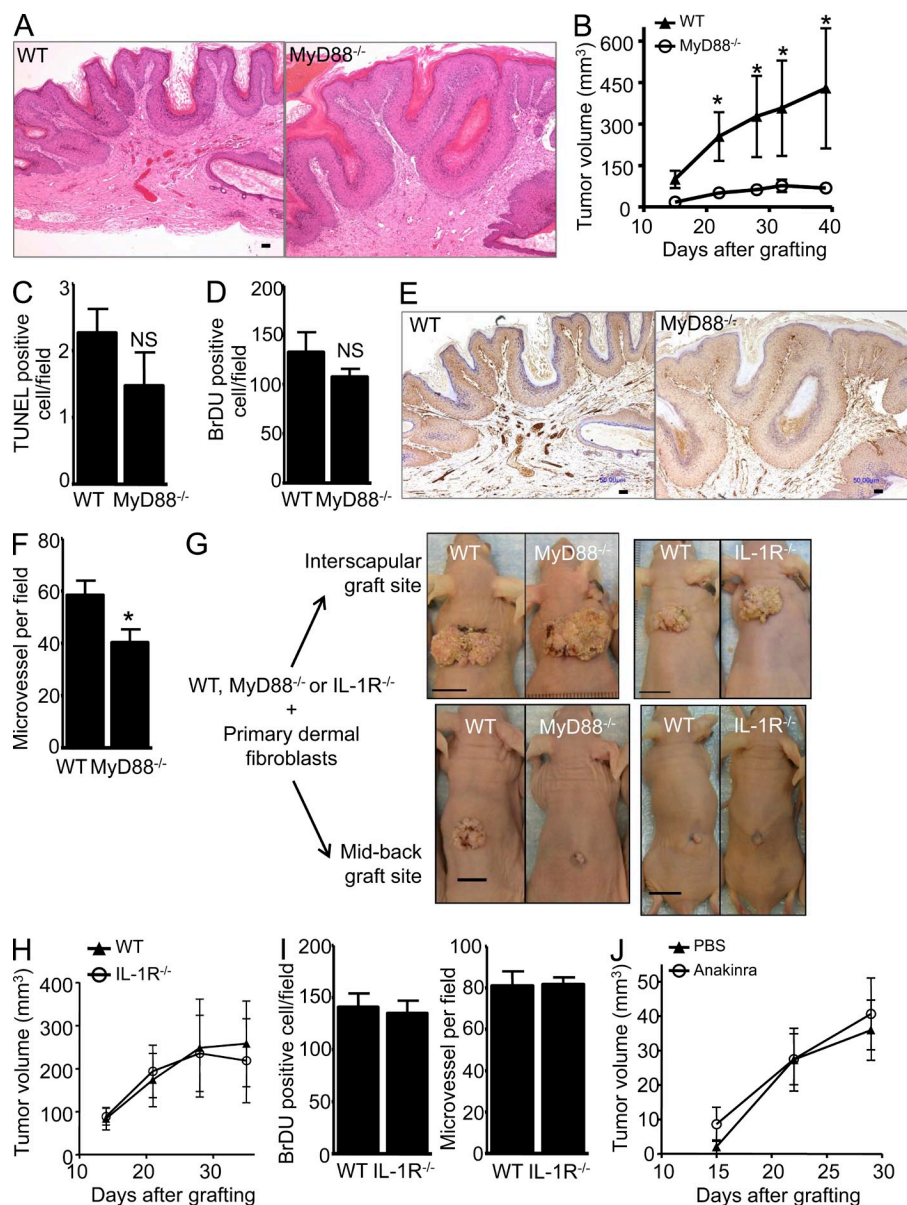 A
WT
MyD88-/-
B
WT
MyD88-/-
Tumor volume (mm3)
600
450
300
150
0
* * * *
10 20 30 40
Days after grafting
C
TUNEL positive
cell/field
3
2
1
0
NS
WT MyD88-/-
D
BrDU positive
cell/field
200
150
100
50
0
NS
WT MyD88-/-
E
WT
50.00µm
MyD88-/-
50.00µm
F
Microvessel per field
80
60
40
20
0
*
WT MyD88-/-
G
Interscapular
graft site
WT, MyD88-/- or IL-1R-/-
+
Primary dermal
fibroblasts
Mid-back
graft site
WT
MyD88-/-
WT
IL-1R-/-
WT
MyD88-/-
WT
IL-1R-/-
H
WT
IL-1R-/-
Tumor volume (mm3)
400
300
200
100
0
10 20 30 40
Days after grafting
I
BrDU positive cell/field
200
150
100
50
0
WT IL-1R-/-
Microvessel per field
100
80
60
40
20
0
WT IL-1R-/-
J
PBS
Anakinra
Tumor volume (mm3)
50
40
30
20
10
0
10 15 20 25 30
Days after grafting